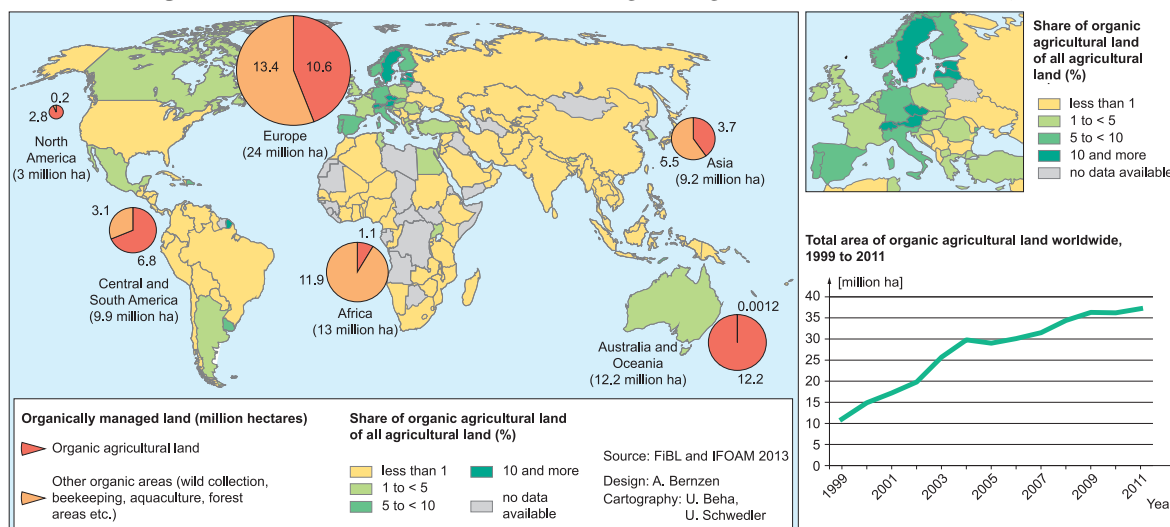 13.4
10.6
Europe
(24 million ha)
0.2
2.8
North
America
(3 million ha)
3.7
5.5
Asia
(9.2 million ha)
3.1
6.8
Central and
South America
(9.9 million ha)
1.1
11.9
Africa
(13 million ha)
0.0012
12.2
Australia and
Oceania
(12.2 million ha)
Organically managed land (million hectares)
Organic agricultural land
Other organic areas (wild collection,
beekeeping, aquaculture, forest
areas etc.)
Share of organic agricultural land
of all agricultural land (%)
less than 1
1 to < 5
5 to < 10
10 and more
no data
available
Source: FiBL and IFOAM 2013
Design: A. Bernzen
Cartography: U. Beha,
U. Schwedler
Share of organic
agricultural land
of all agricultural
land (%)
less than 1
1 to < 5
5 to < 10
10 and more
no data available
Total area of organic agricultural land worldwide,
1999 to 2011
[million ha]
40
35
30
25
20
15
10
5
0
1999
2001
2003
2005
2007
2009
2011
Year